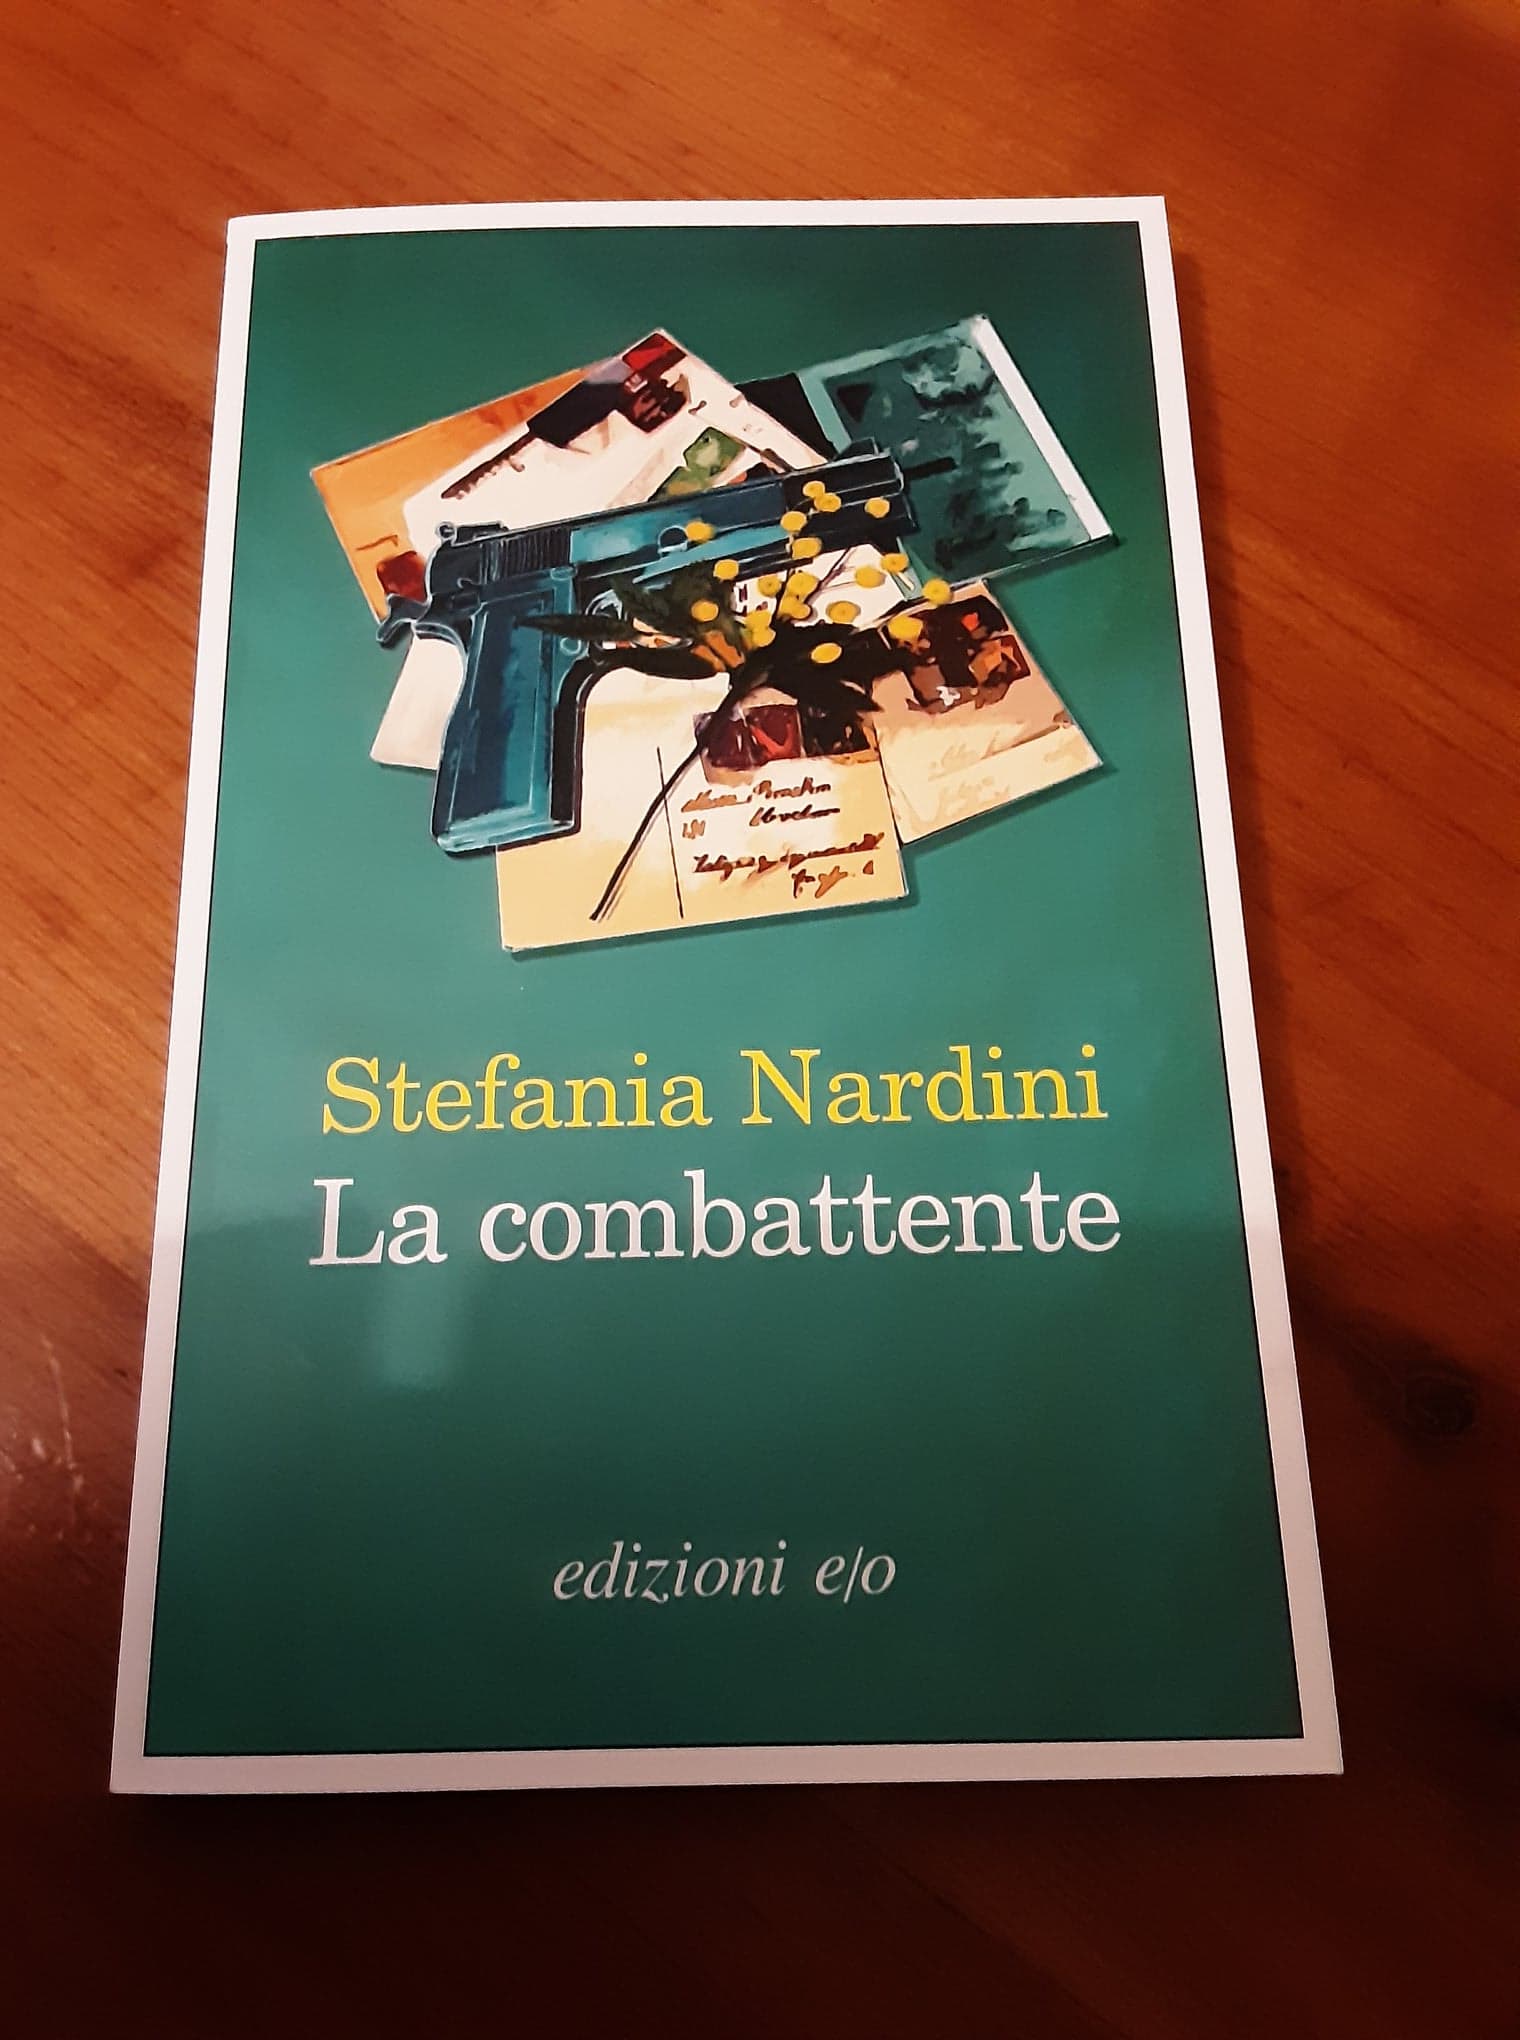 Stefania Nardini
La combattente
edizioni e/o